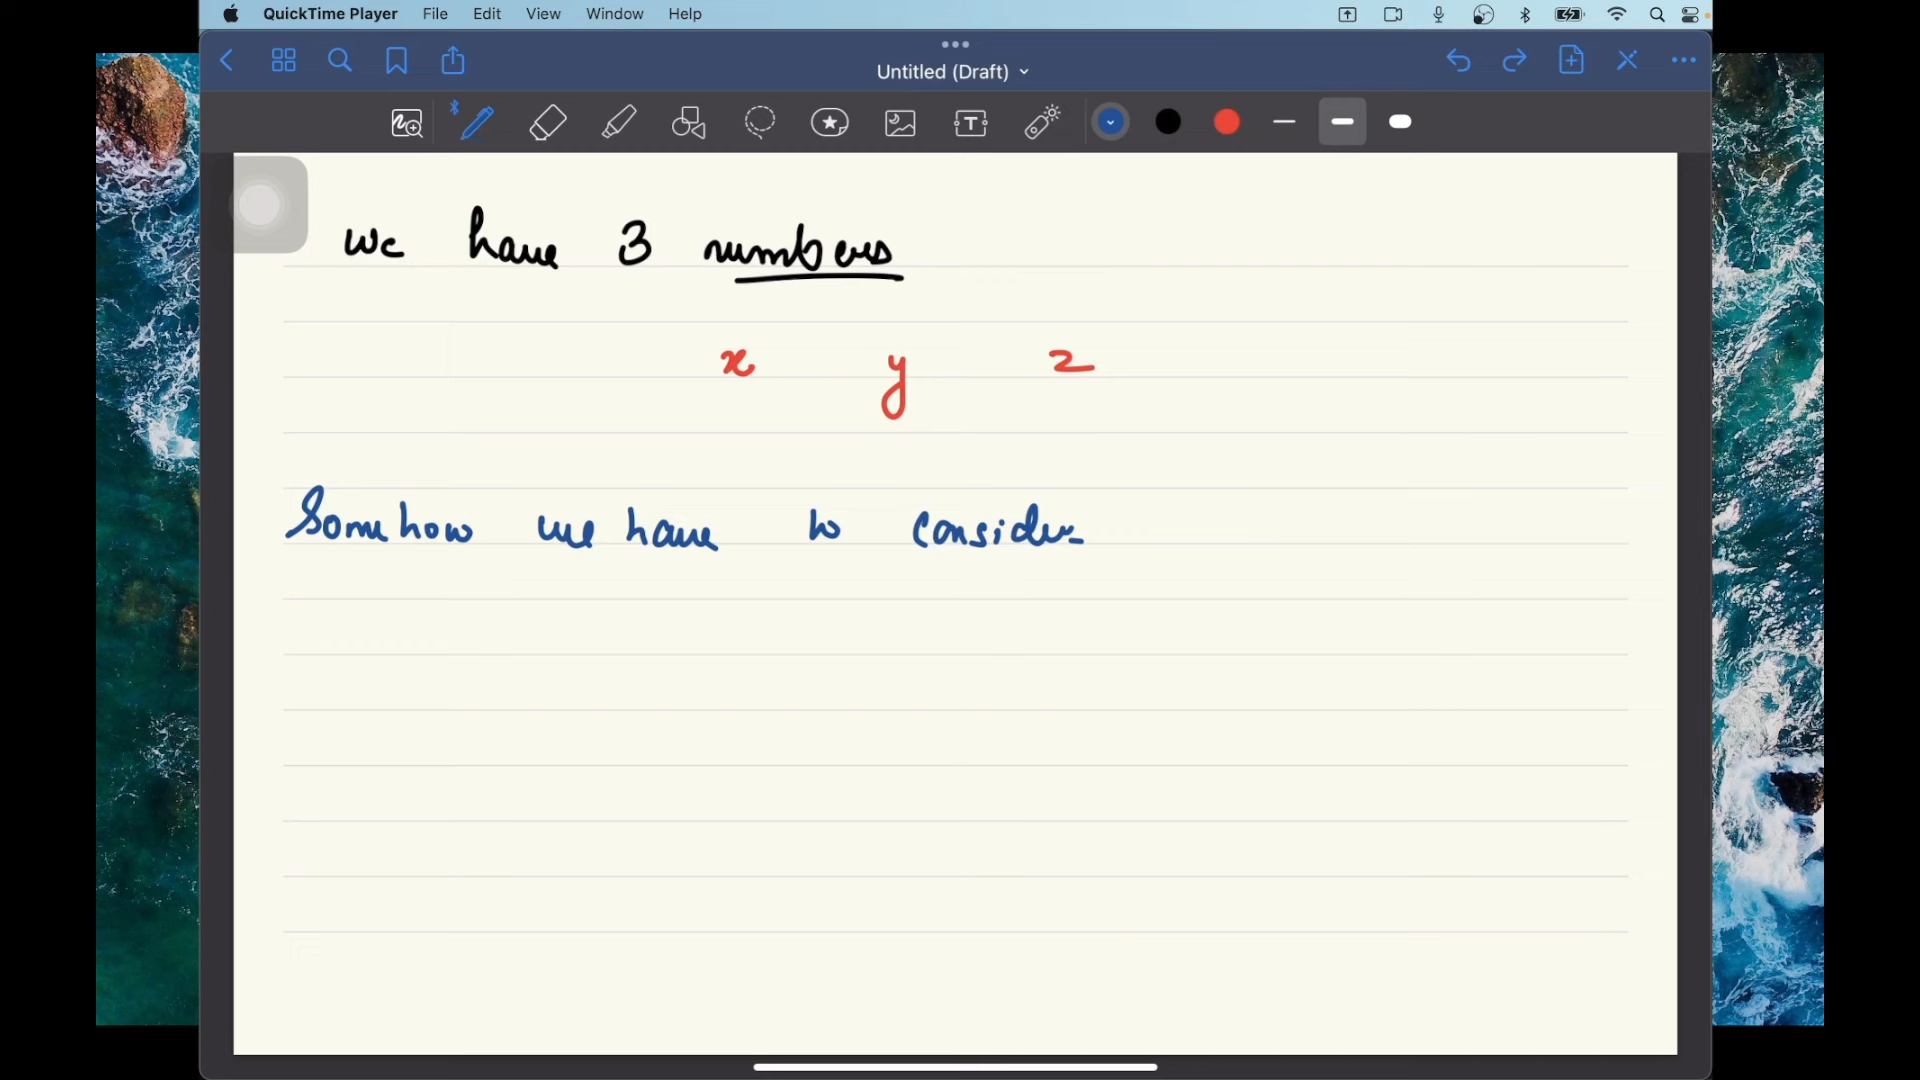 QuickTime Player File Edit View Window Help
Untitled (Draft)
T
we have 3 numbers
x y z
Somehow we have to consider